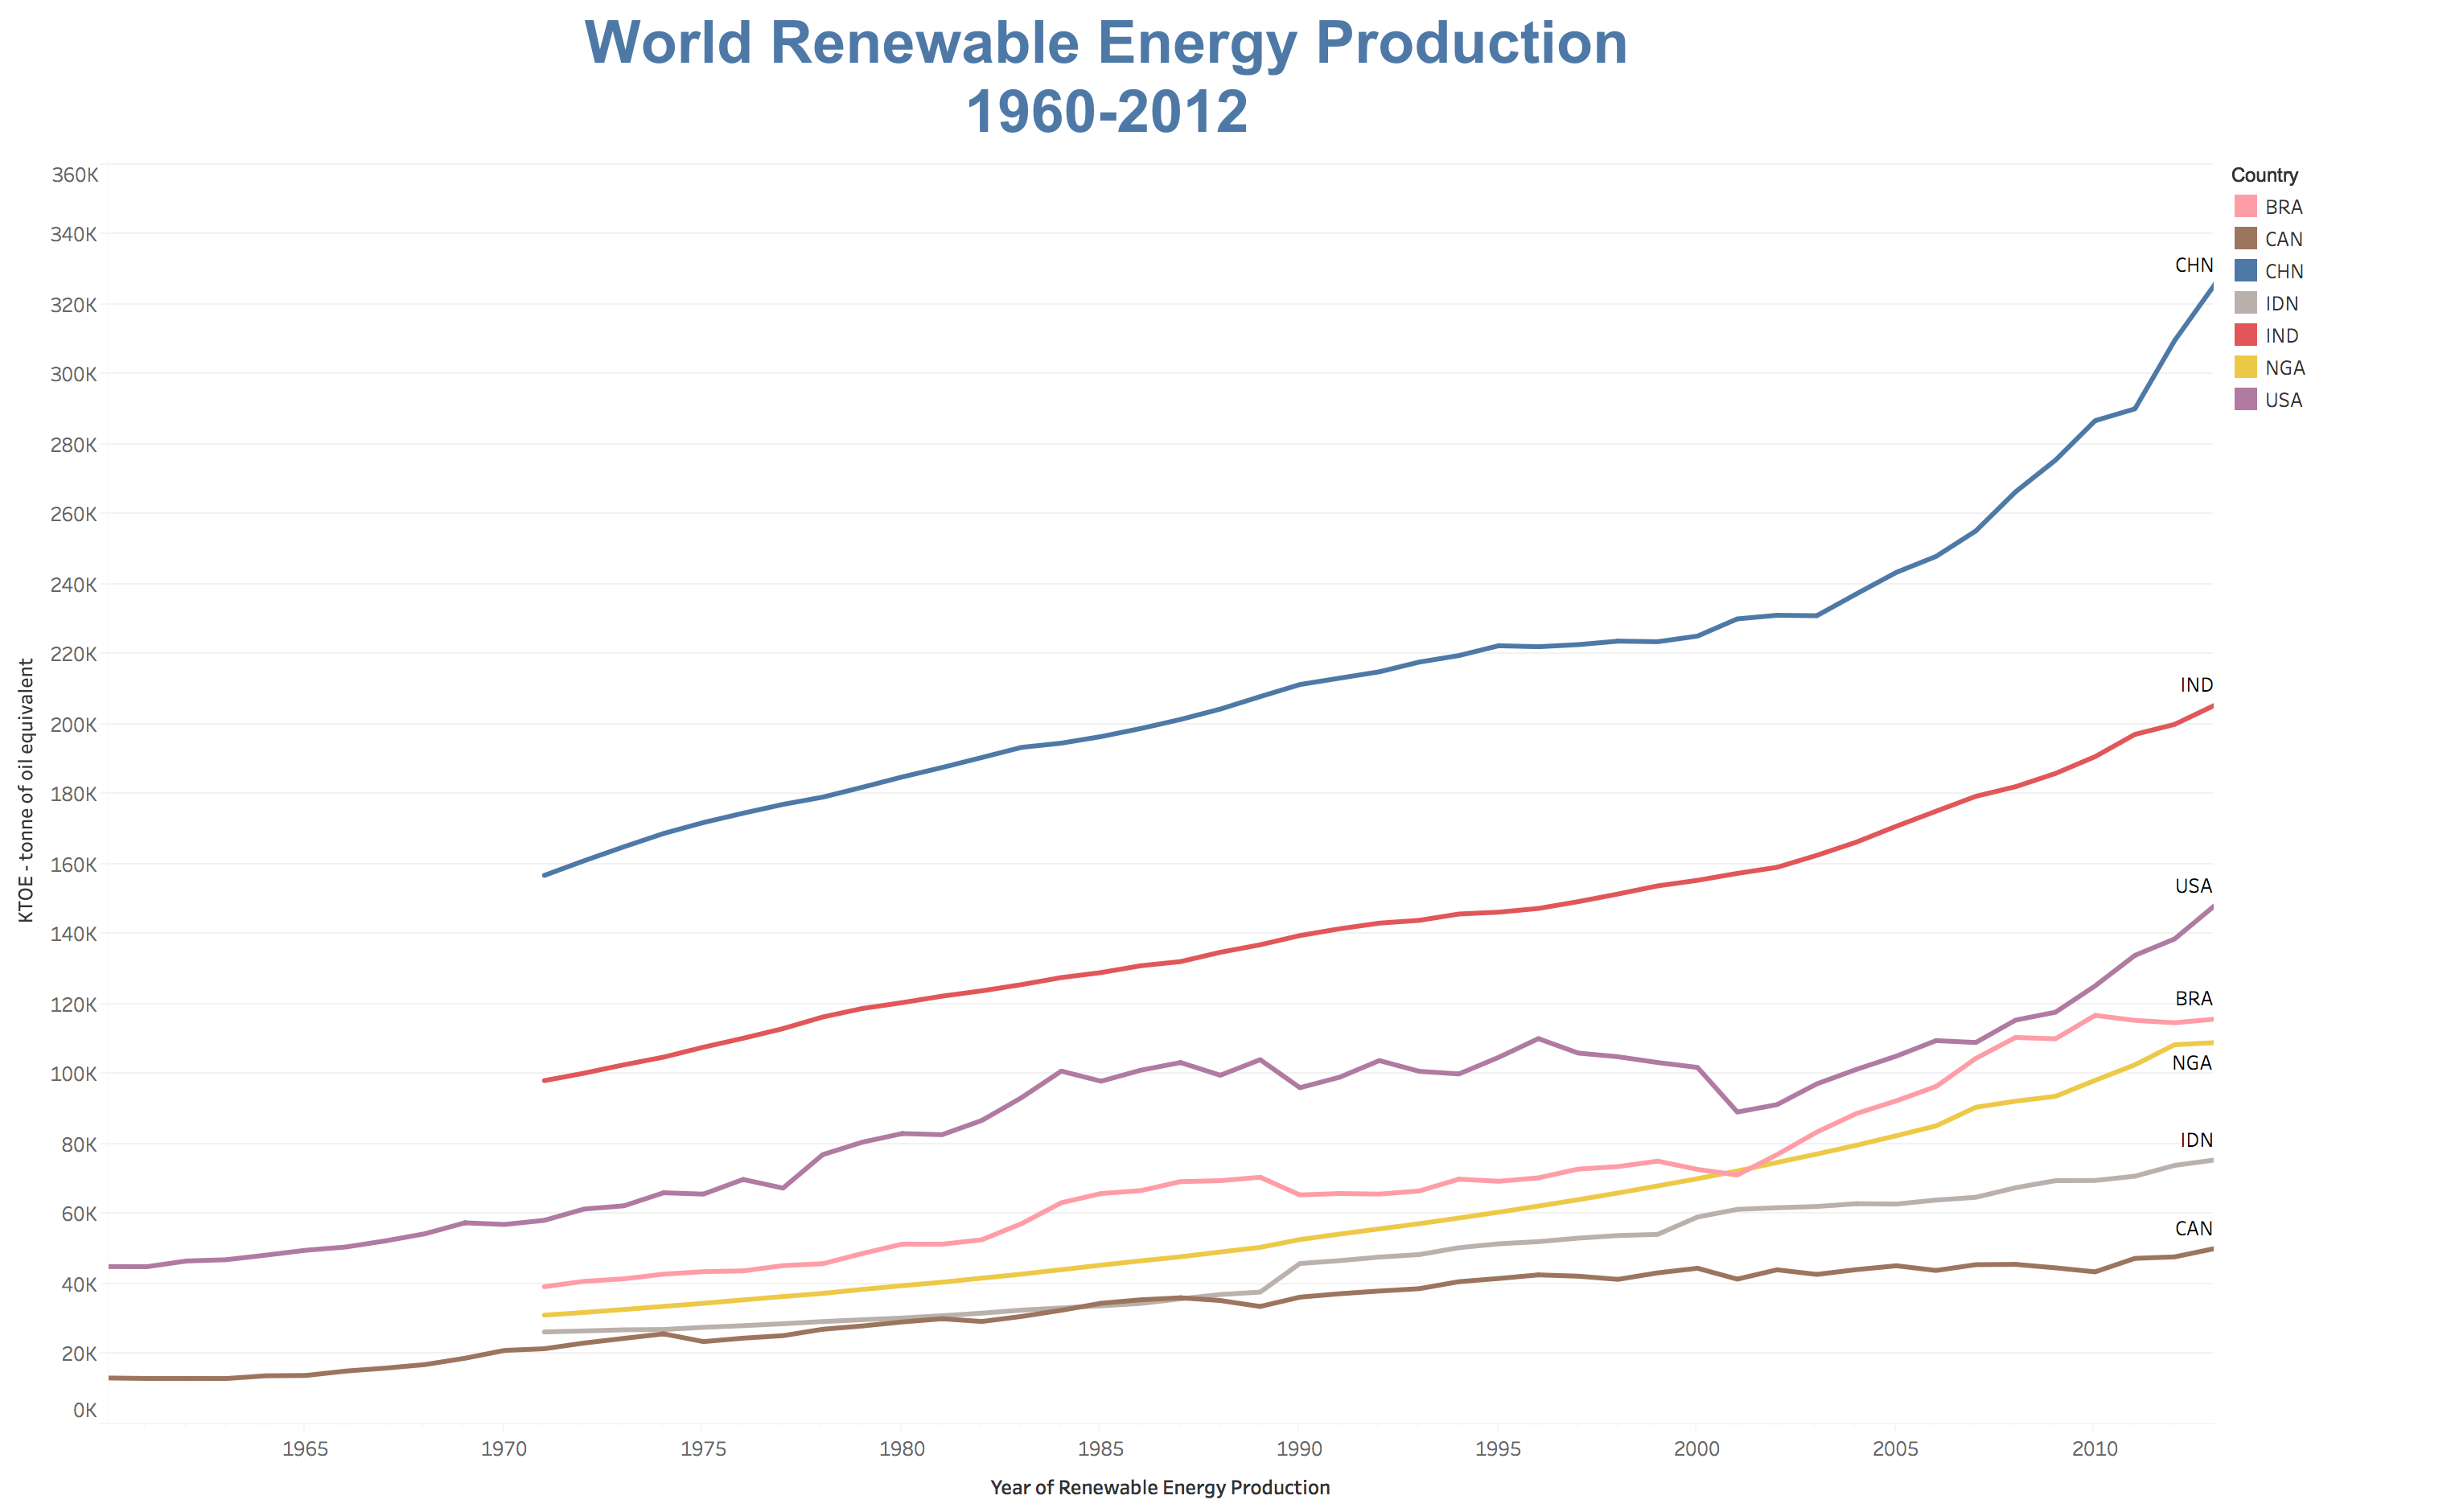 World Renewable Energy Production
1960-2012
360K
340K
320K
300K
280K
260K
240K
220K
200K
180K
160K
140K
120K
100K
80K
60K
40K
20K
0K
KTOE - tonne of oil equivalent
CHN
IND
USA
BRA
NGA
IDN
CAN
Country
BRA
CAN
CHN
IDN
IND
NGA
USA
1965 1970 1975 1980 1985 1990 1995 2000 2005 2010
Year of Renewable Energy Production